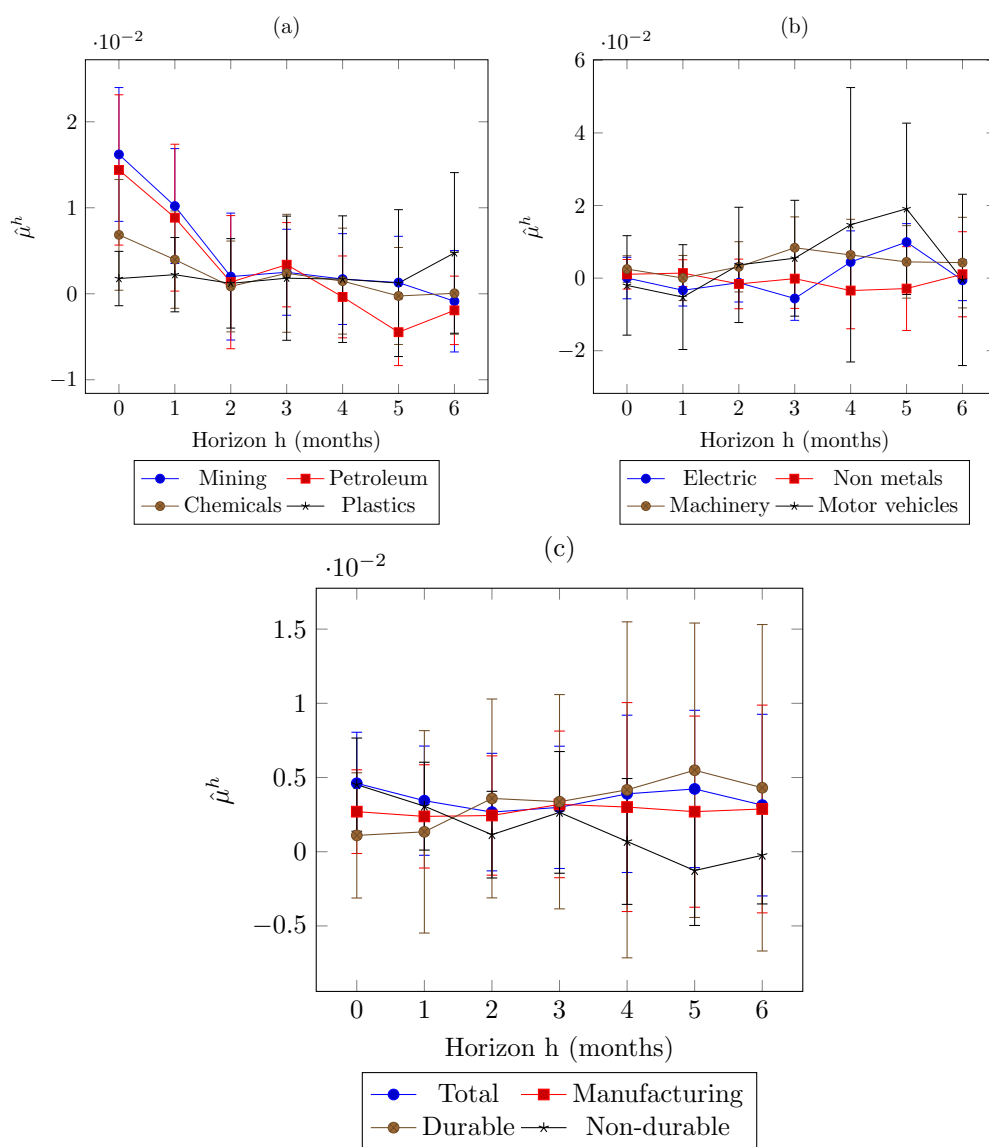 (a)
·10⁻²
2
1
0
−1
0 1 2 3 4 5 6
μ̂ʰ
Horizon h (months)
Mining Petroleum
Chemicals Plastics
(b)
·10⁻²
6
4
2
0
−2
0 1 2 3 4 5 6
μ̂ʰ
Horizon h (months)
Electric Non metals
Machinery Motor vehicles
(c)
·10⁻²
1.5
1
0.5
0
−0.5
0 1 2 3 4 5 6
μ̂ʰ
Horizon h (months)
Total Manufacturing
Durable Non-durable